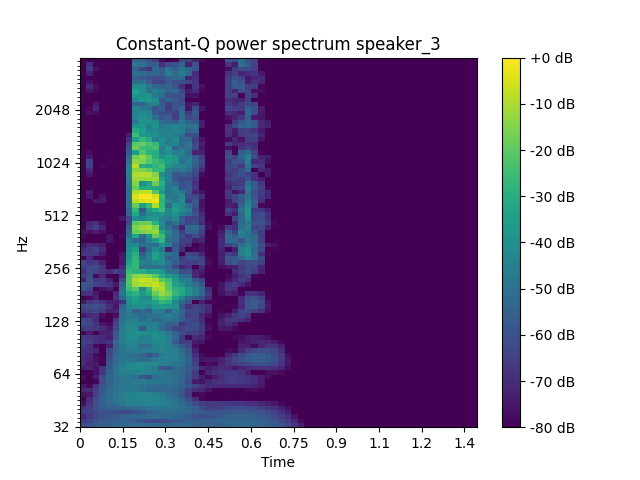 Constant-Q power spectrum speaker_3
+0 dB
2048
-10 dB
-20 dB
1024
-30 dB
512
Hz
-40 dB
256
-50 dB
128
-60 dB
64
-70 dB
32
-80 dB
0 0.15 0.3 0.45 0.6 0.75 0.9 1.1 1.2 1.4
Time